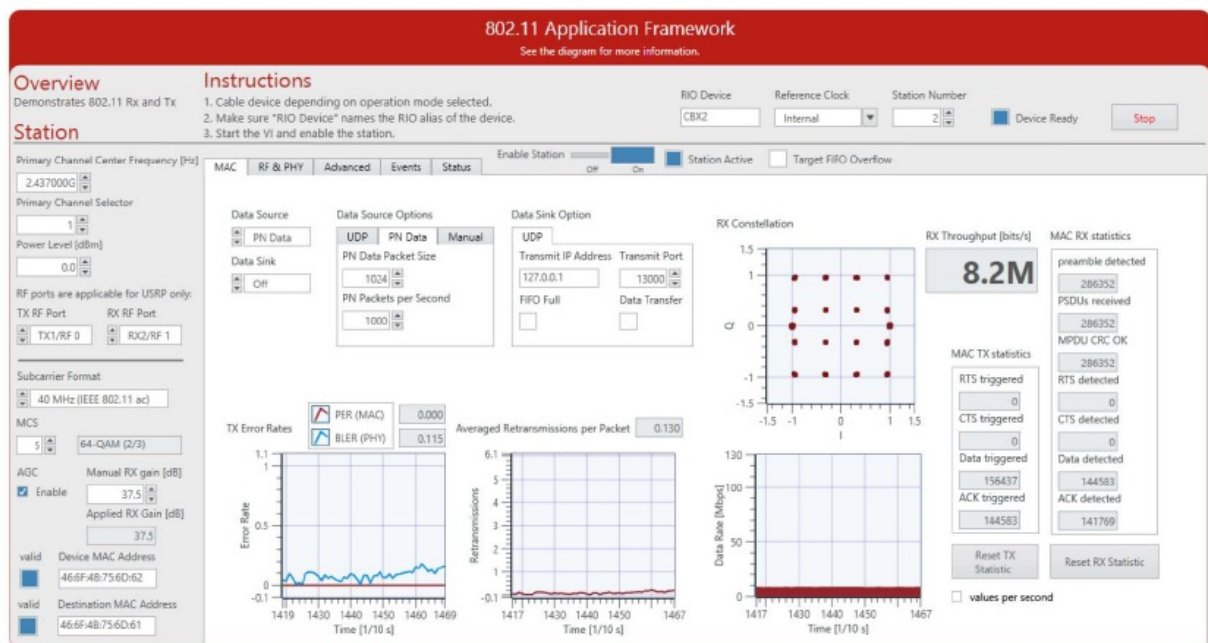 802.11 Application Framework
See the diagram for more information.
Overview
Demonstrates 802.11 Rx and Tx
Instructions
1. Cable device depending on operation mode selected.
2. Make sure "RIO Device" names the RIO alias of the device.
3. Start the VI and enable the station.
RIO Device
CBX2
Reference Clock
Internal
Station Number
2
Device Ready
Stop
Station
Primary Channel Center Frequency [Hz]
2.437000G
Primary Channel Selector
1
Power Level [dBm]
0.0
RF ports are applicable for USRP only:
TX RF Port RX RF Port
TX1/RF 0 RX2/RF 1
Subcarrier Format
40 MHz (IEEE 802.11 ac)
MCS
5 64-QAM (2/3)
AGC
Enable
Manual RX gain [dB]
37.5
Applied RX Gain [dB]
37.5
valid Device MAC Address
46:6F:4B:75:6D:62
valid Destination MAC Address
46:6F:4B:75:6D:61
MAC RF & PHY Advanced Events Status
Enable Station
Off On
Station Active
Target FIFO Overflow
Data Source
PN Data
Data Sink
Off
Data Source Options
UDP PN Data Manual
PN Data Packet Size
1024
PN Packets per Second
1000
Data Sink Option
UDP
Transmit IP Address Transmit Port
127.0.0.1 13000
FIFO Full Data Transfer
RX Constellation
1.5
1
0
-1
-1.5
Q
-1.5 -1 0 1 1.5
I
RX Throughput [bits/s]
8.2M
MAC TX statistics
RTS triggered
0
CTS triggered
0
Data triggered
156437
ACK triggered
144583
Reset TX Statistic
MAC RX statistics
preamble detected
286352
PSDUs received
286352
MPDU CRC OK
286352
RTS detected
0
CTS detected
0
Data detected
144583
ACK detected
141769
Reset RX Statistic
values per second
TX Error Rates
PER (MAC) 0.000
BLER (PHY) 0.115
1.1
1
0.5
0
-0.1
Error Rate
1419 1430 1440 1450 1460 1469
Time [1/10 s]
Averaged Retransmissions per Packet 0.130
6.1
5
4
3
2
1
-0.1
Retransmissions
1417 1430 1440 1450 1467
Time [1/10 s]
130
100
50
0
Data Rate [Mbps]
1417 1430 1440 1450 1467
Time [1/10 s]